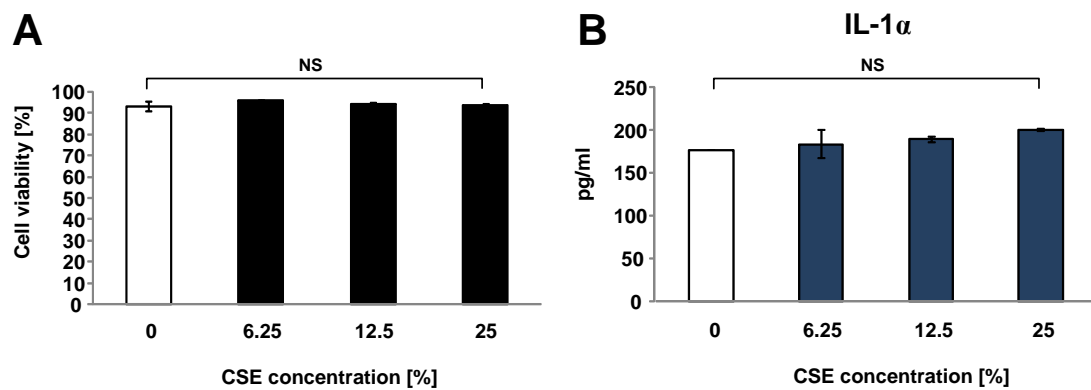 A
NS
Cell viability [%]
100
90
80
70
60
50
40
30
20
10
0
0 6.25 12.5 25
CSE concentration [%]
B
IL-1α
NS
pg/ml
250
200
150
100
50
0
0 6.25 12.5 25
CSE concentration [%]